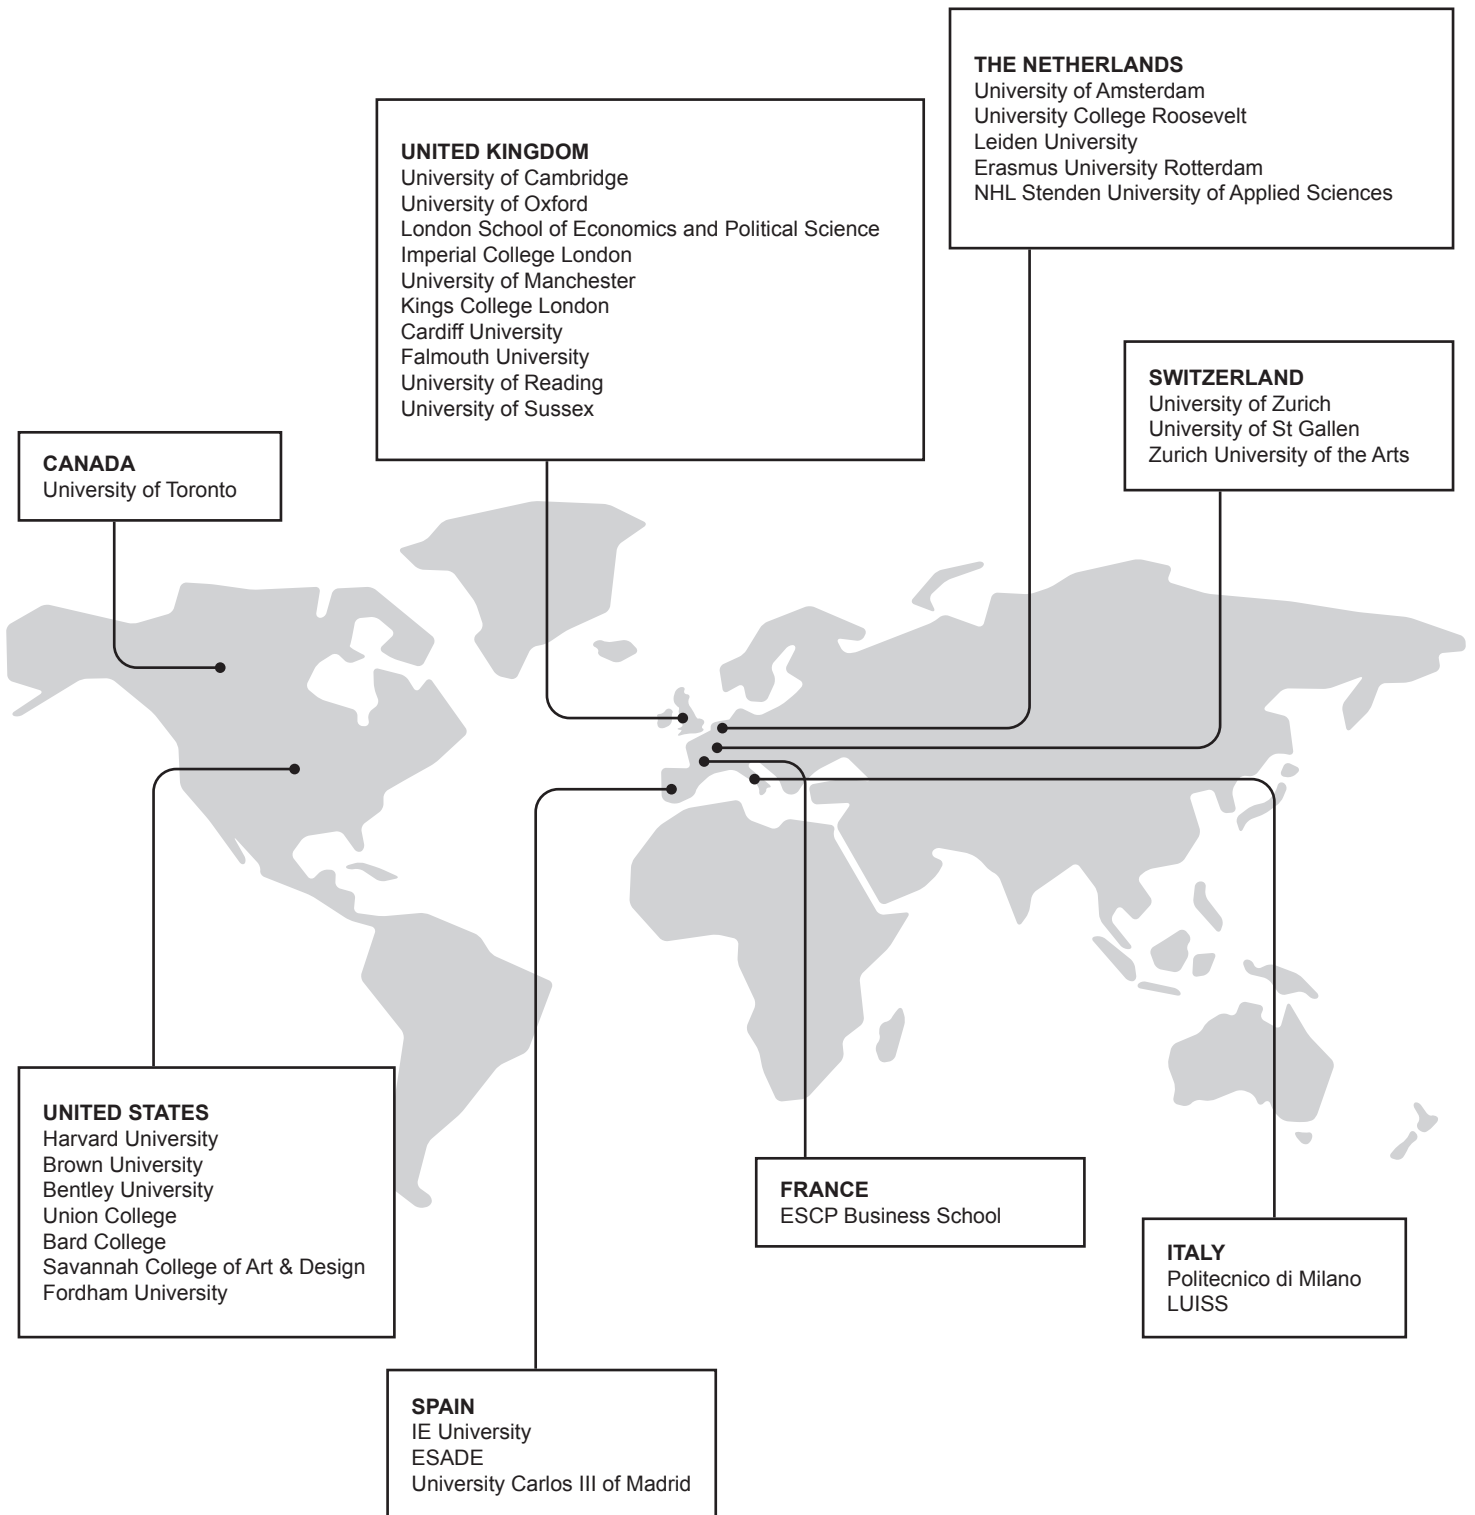 THE NETHERLANDS
University of Amsterdam
University College Roosevelt
Leiden University
Erasmus University Rotterdam
NHL Stenden University of Applied Sciences
UNITED KINGDOM
University of Cambridge
University of Oxford
London School of Economics and Political Science
Imperial College London
University of Manchester
Kings College London
Cardiff University
Falmouth University
University of Reading
University of Sussex
SWITZERLAND
University of Zurich
University of St Gallen
Zurich University of the Arts
CANADA
University of Toronto
UNITED STATES
Harvard University
Brown University
Bentley University
Union College
Bard College
Savannah College of Art & Design
Fordham University
FRANCE
ESCP Business School
ITALY
Politecnico di Milano
LUISS
SPAIN
IE University
ESADE
University Carlos III of Madrid